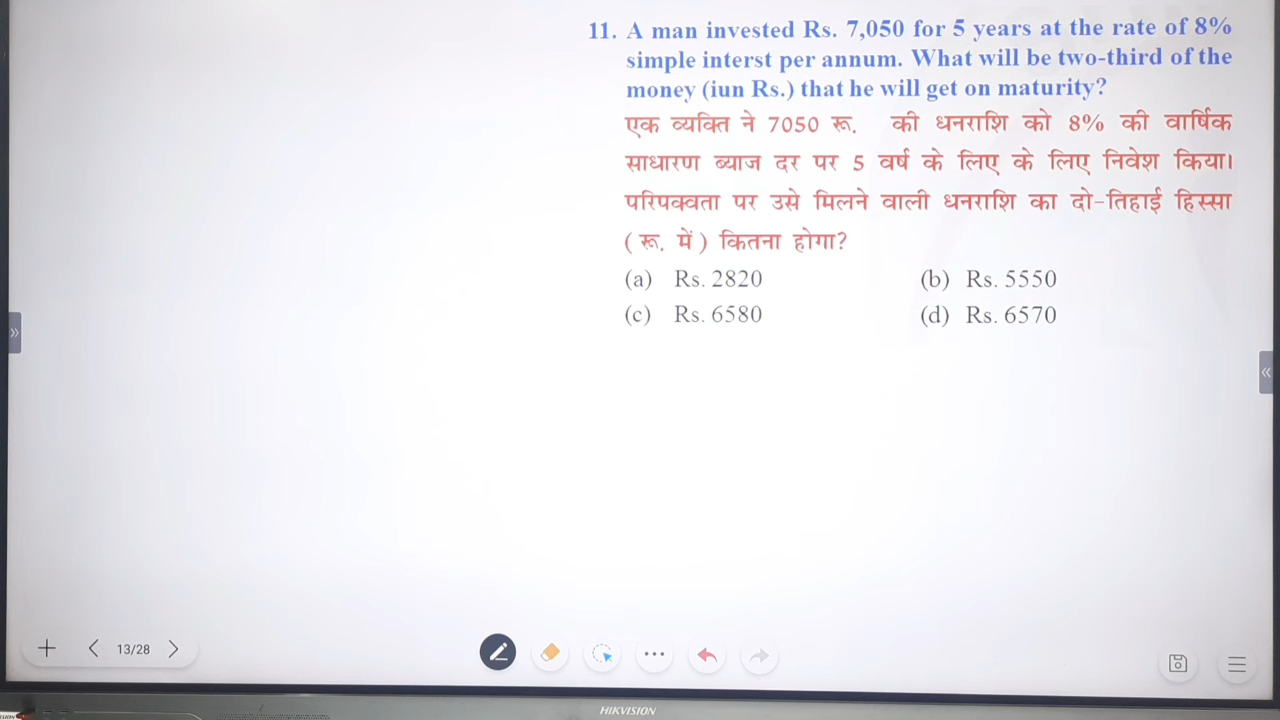 11. A man invested Rs. 7,050 for 5 years at the rate of 8%
simple interst per annum. What will be two-third of the
money (iun Rs.) that he will get on maturity?
एक व्यक्ति ने 7050 रू. की धनराशि को 8% की वार्षिक
साधारण ब्याज दर पर 5 वर्ष के लिए के लिए निवेश किया।
परिपक्वता पर उसे मिलने वाली धनराशि का दो-तिहाई हिस्सा
(रू. में) कितना होगा?
(a) Rs. 2820 (b) Rs. 5550
(c) Rs. 6580 (d) Rs. 6570
13/28
HIKVISION